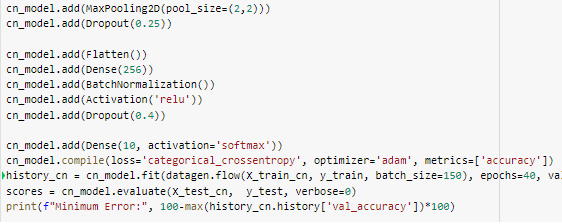 cn_model.add(MaxPooling2D(pool_size=(2,2)))
cn_model.add(Dropout(0.25))
cn_model.add(Flatten())
cn_model.add(Dense(256))
cn_model.add(BatchNormalization())
cn_model.add(Activation('relu'))
cn_model.add(Dropout(0.4))
cn_model.add(Dense(10, activation='softmax'))
cn_model.compile(loss='categorical_crossentropy', optimizer='adam', metrics=['accuracy'])
history_cn = cn_model.fit(datagen.flow(X_train_cn, y_train, batch_size=150), epochs=40, va
scores = cn_model.evaluate(X_test_cn,  y_test, verbose=0)
print(f"Minimum Error:", 100-max(history_cn.history['val_accuracy'])*100)